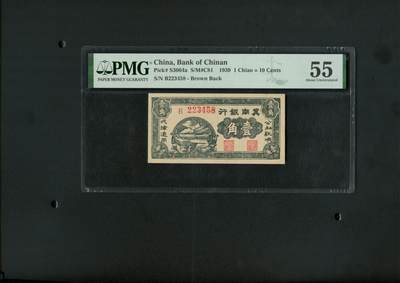 PMG
PAPER MONEY GUARANTY
China, Bank of Chinan
Pick# S3064a S/M#C81 1939 1 Chiao = 10 Cents
S/N B223458 - Brown Back
55
About Uncirculated
行銀南冀
B 223458
角壹